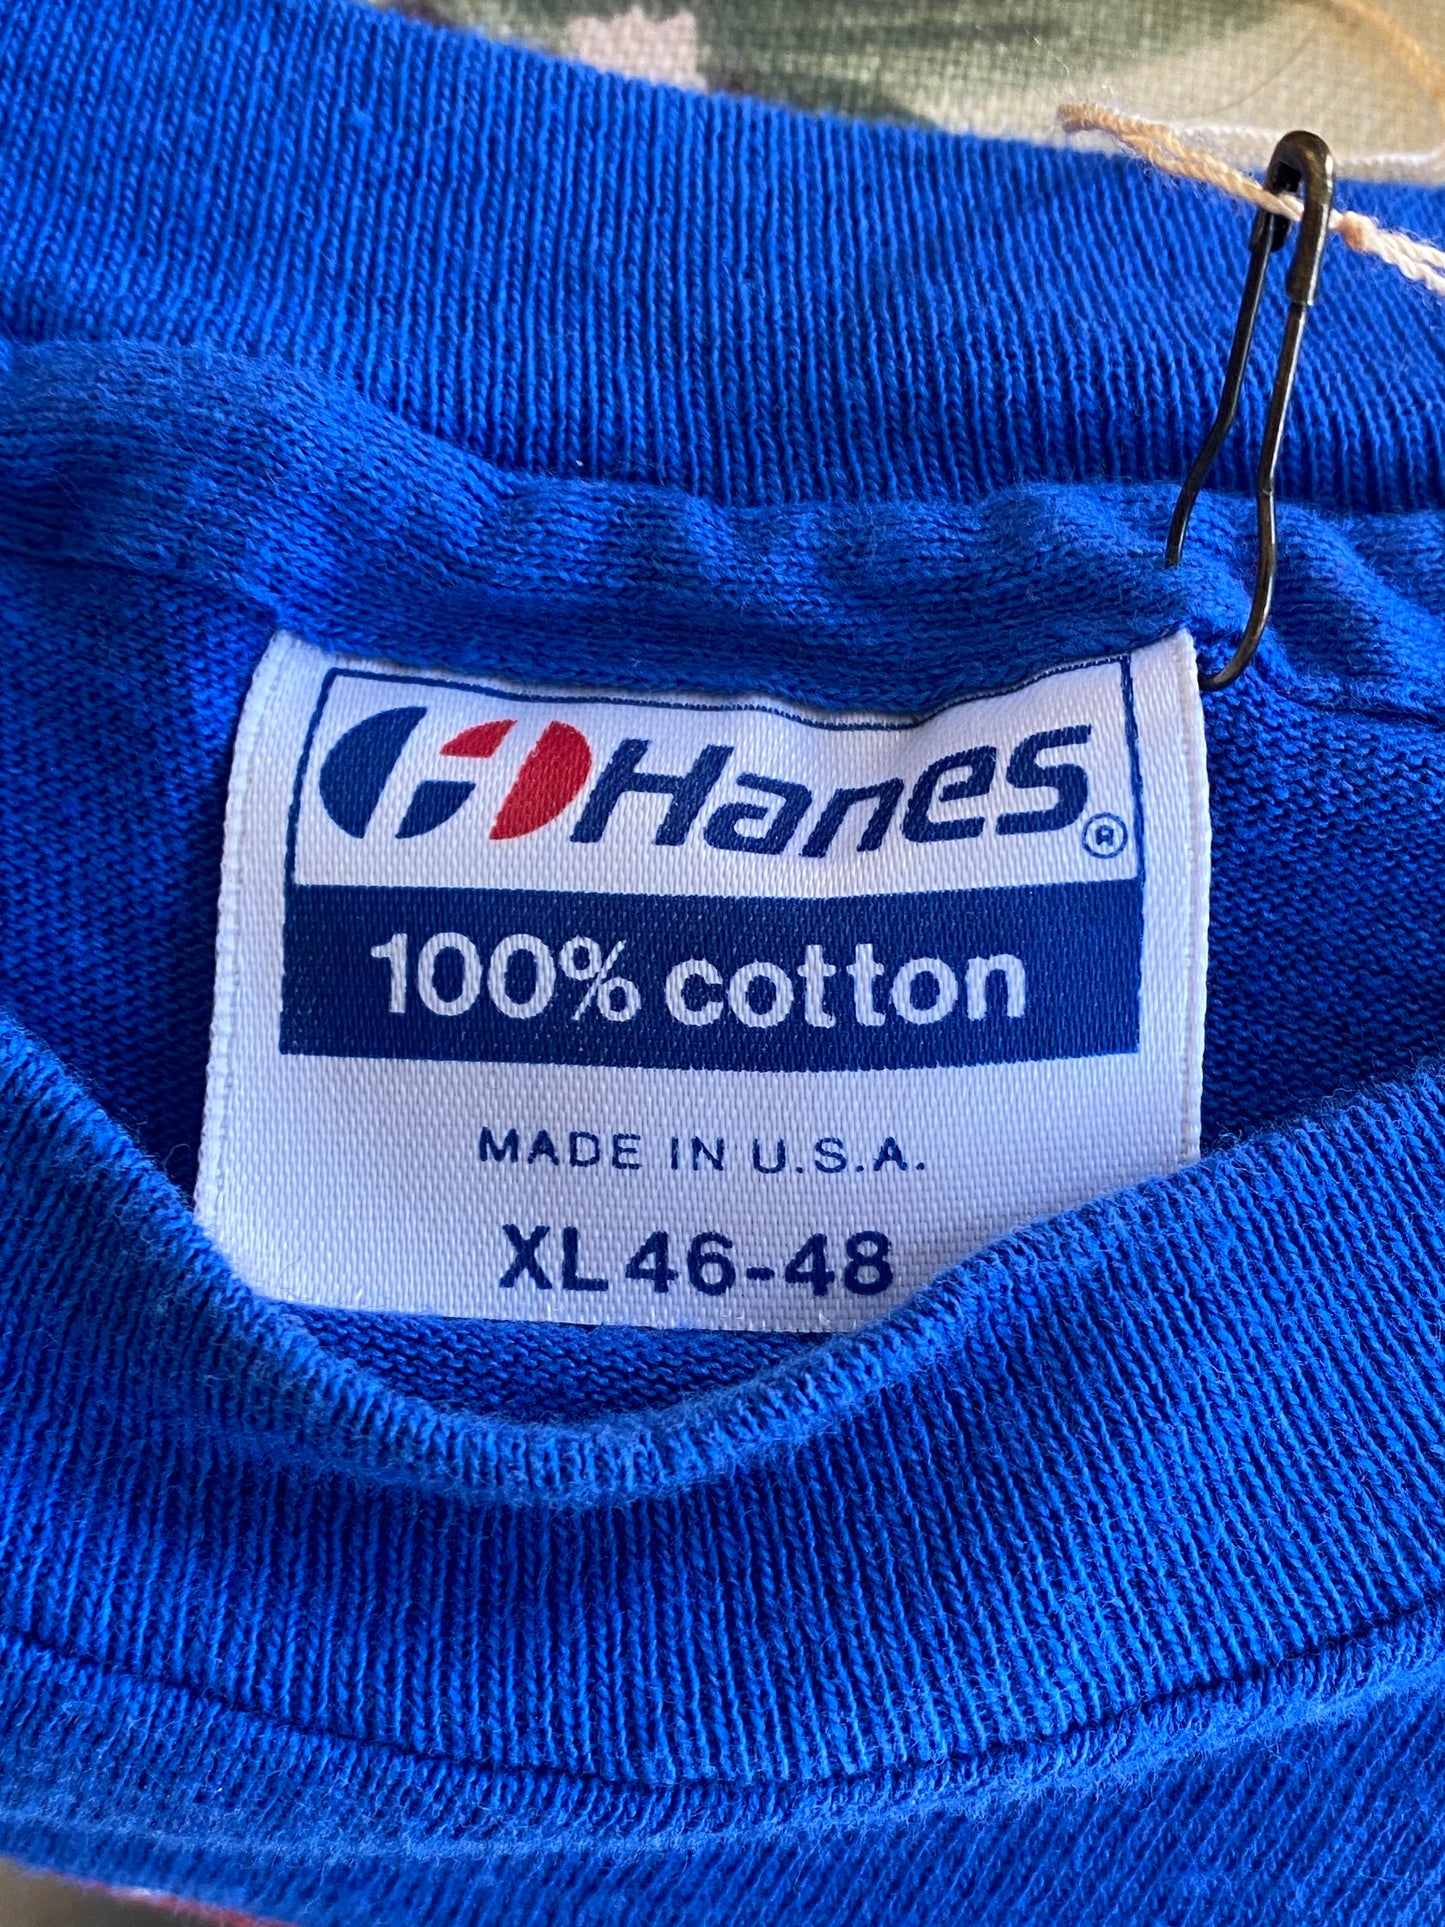 Hanes®
100% cotton
MADE IN U.S.A.
XL 46-48